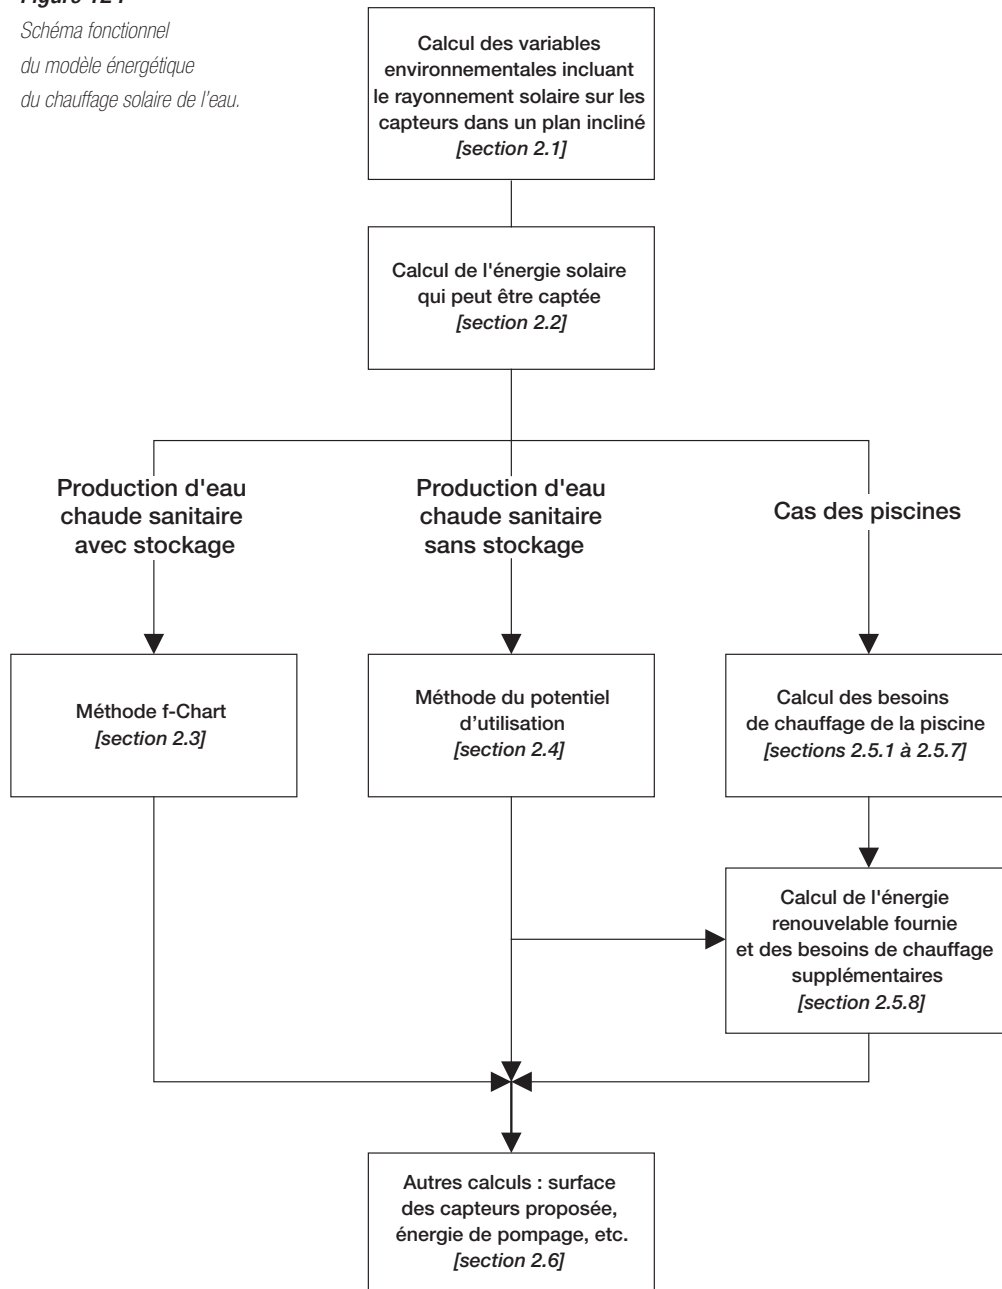 Schéma fonctionnel
du modèle énergétique
du chauffage solaire de l'eau.
Calcul des variables
environnementales incluant
le rayonnement solaire sur les
capteurs dans un plan incliné
[section 2.1]
Calcul de l'énergie solaire
qui peut être captée
[section 2.2]
Production d'eau
chaude sanitaire
avec stockage
Production d'eau
chaude sanitaire
sans stockage
Cas des piscines
Méthode f-Chart
[section 2.3]
Méthode du potentiel
d’utilisation
[section 2.4]
Calcul des besoins
de chauffage de la piscine
[sections 2.5.1 à 2.5.7]
Calcul de l'énergie
renouvelable fournie
et des besoins de chauffage
supplémentaires
[section 2.5.8]
Autres calculs : surface
des capteurs proposée,
énergie de pompage, etc.
[section 2.6]